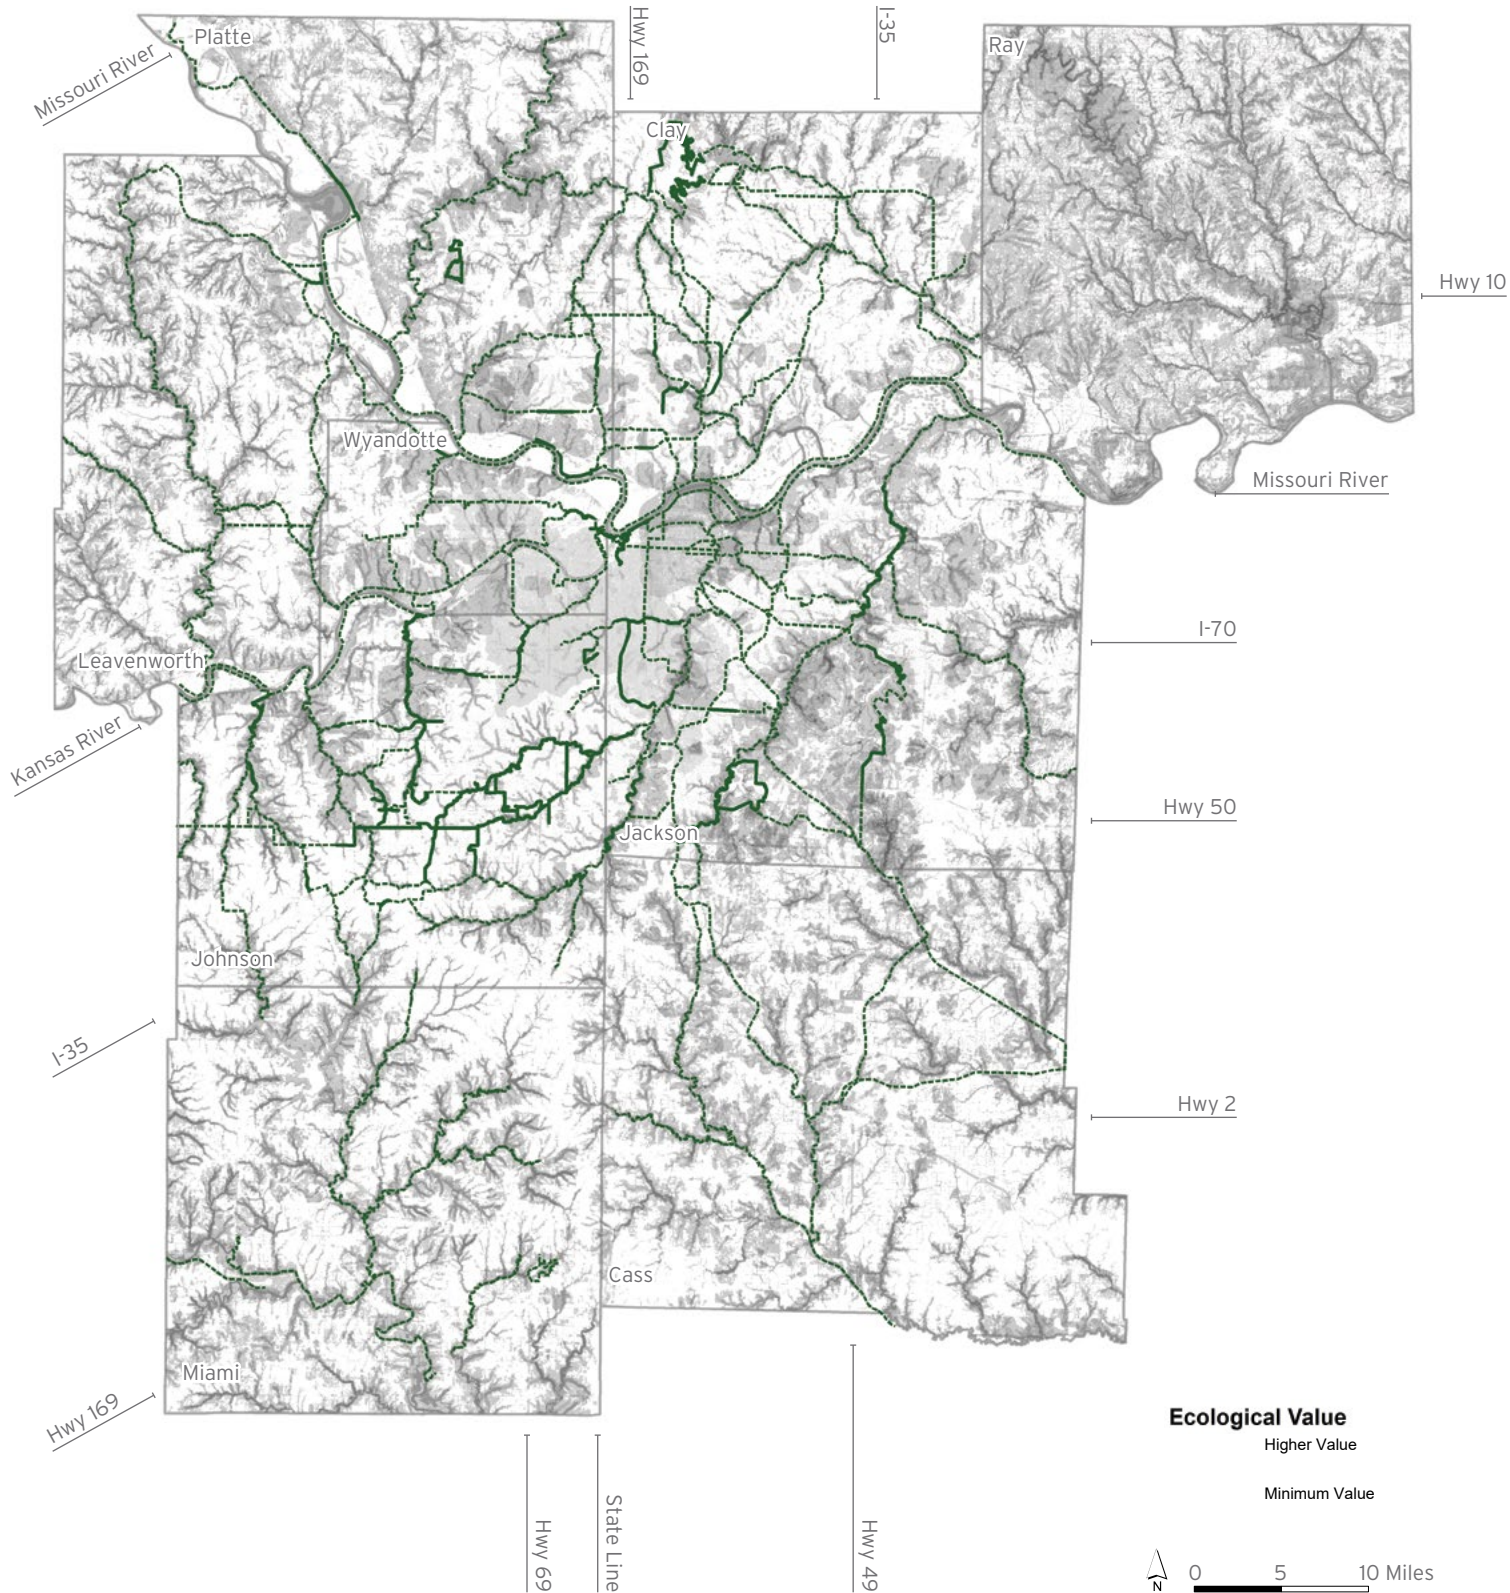 Platte
Missouri River
Hwy 169
I-35
Ray
Clay
Hwy 10
Wyandotte
Missouri River
I-70
Leavenworth
Kansas River
Hwy 50
Jackson
Johnson
I-35
Hwy 2
Cass
Miami
Hwy 169
Ecological Value
Higher Value
Minimum Value
Hwy 69
State Line
Hwy 49
N
0 5 10 Miles